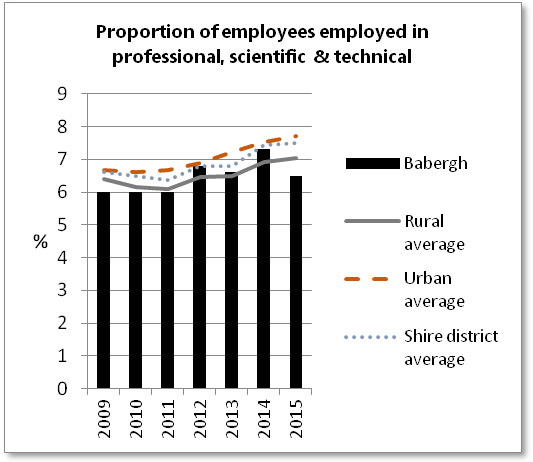 Proportion of employees employed in
professional, scientific & technical
9
8
7
6
5
4
3
2
1
0
%
2009
2010
2011
2012
2013
2014
2015
Babergh
Rural
average
Urban
average
Shire district
average